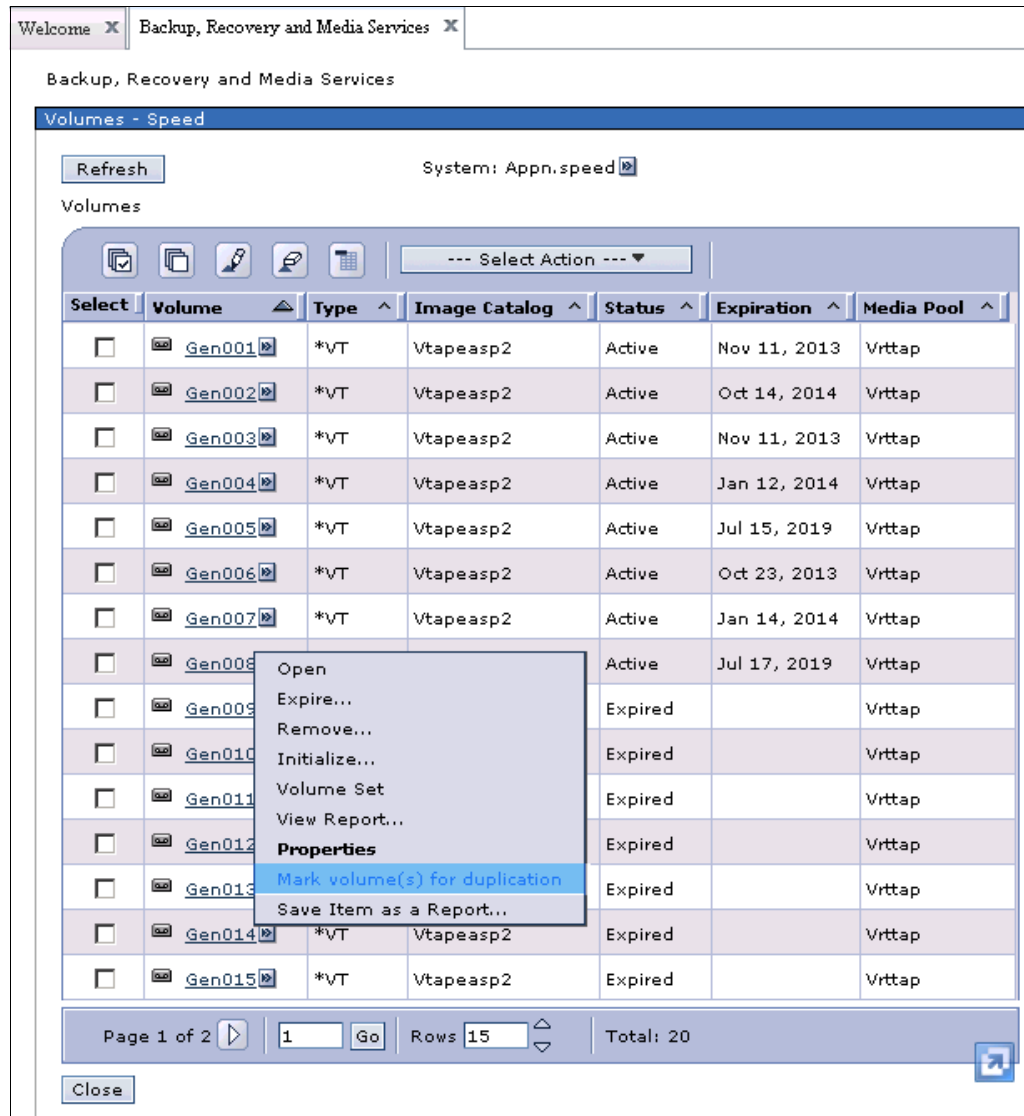 Welcome X Backup, Recovery and Media Services X
Backup, Recovery and Media Services
Volumes - Speed
Refresh System: Appn.speed
Volumes
--- Select Action ---
Select Volume Type ^ Image Catalog ^ Status ^ Expiration ^ Media Pool ^
Gen001 *VT Vtapeasp2 Active Nov 11, 2013 Vrttap
Gen002 *VT Vtapeasp2 Active Oct 14, 2014 Vrttap
Gen003 *VT Vtapeasp2 Active Nov 11, 2013 Vrttap
Gen004 *VT Vtapeasp2 Active Jan 12, 2014 Vrttap
Gen005 *VT Vtapeasp2 Active Jul 15, 2019 Vrttap
Gen006 *VT Vtapeasp2 Active Oct 23, 2013 Vrttap
Gen007 *VT Vtapeasp2 Active Jan 14, 2014 Vrttap
Gen008 Active Jul 17, 2019 Vrttap
Open
Expire...
Gen009 Expired Vrttap
Remove...
Initialize...
Gen010 Expired Vrttap
Volume Set
Gen011 Expired Vrttap
View Report...
Gen012 Expired Vrttap
Properties
Mark volume(s) for duplication
Gen013 Expired Vrttap
Save Item as a Report...
Gen014 *VT Vtapeasp2 Expired Vrttap
Gen015 *VT Vtapeasp2 Expired Vrttap
Page 1 of 2 1 Go Rows 15 Total: 20
Close